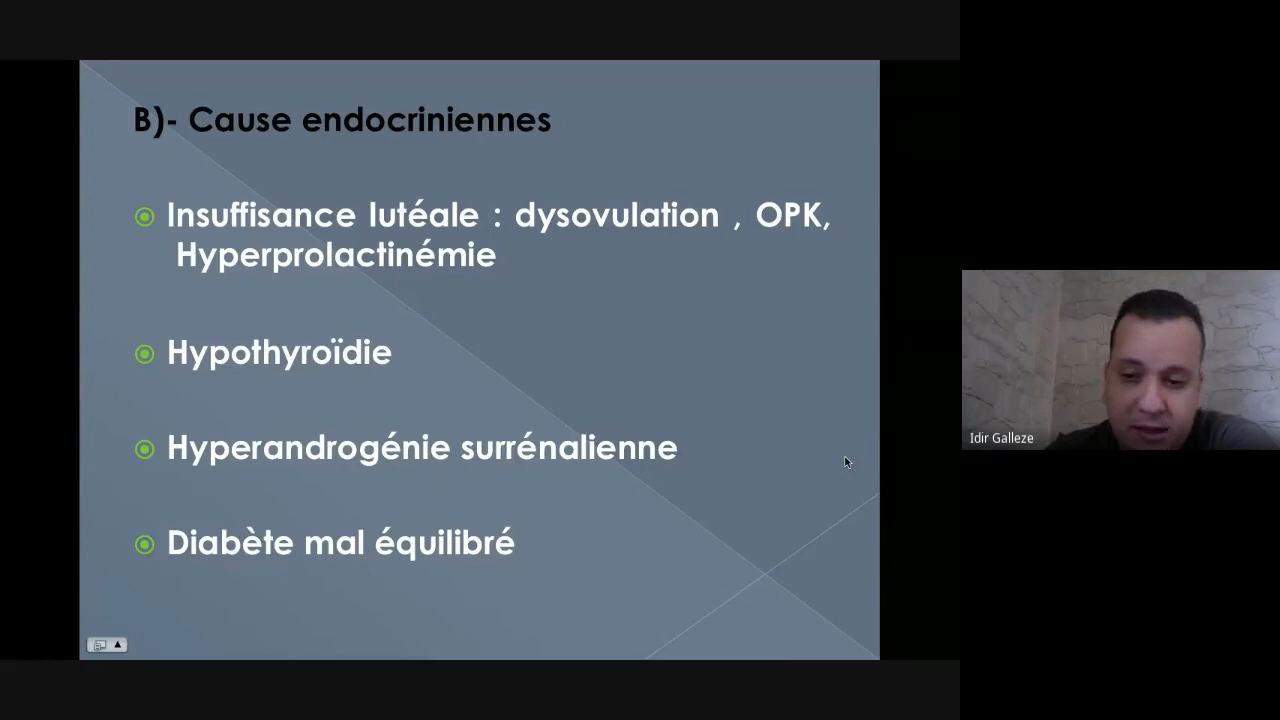 B)- Cause endocriniennes
Insuffisance lutéale : dysovulation , OPK,
Hyperprolactinémie
Hypothyroïdie
Hyperandrogénie surrénalienne
Diabète mal équilibré
Idir Galleze